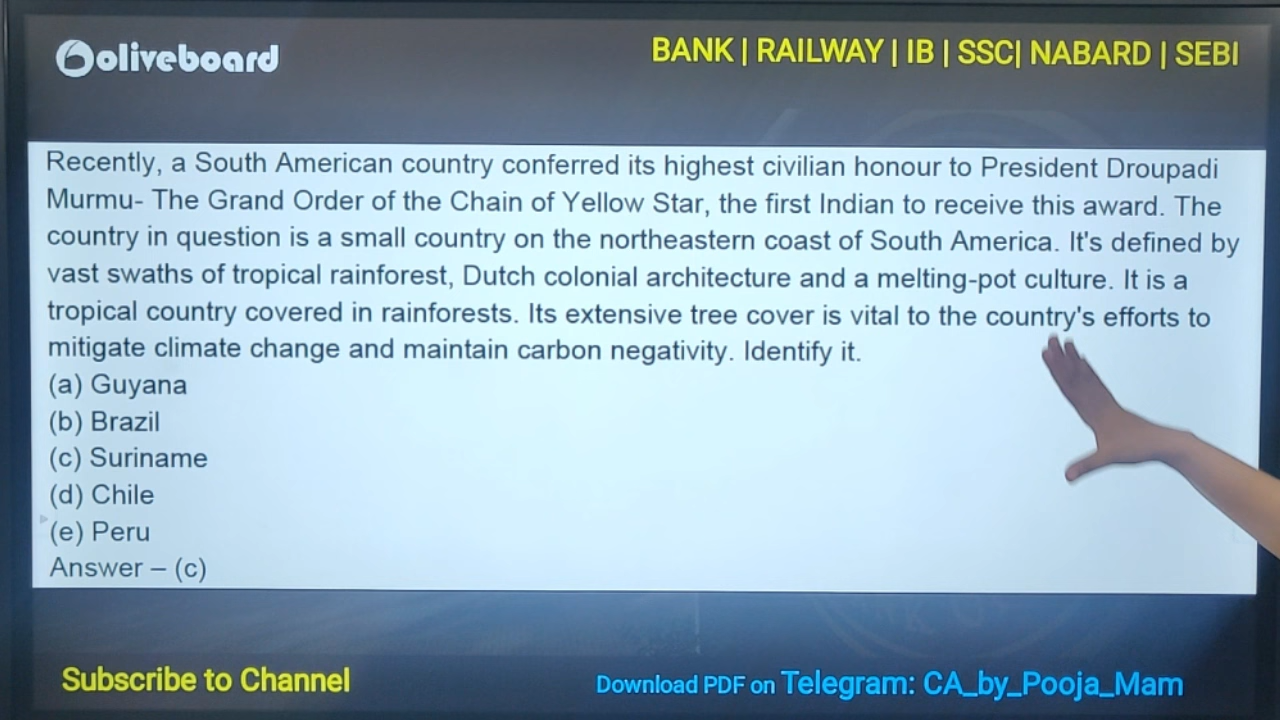 oliveboard
BANK | RAILWAY | IB | SSC| NABARD | SEBI
Recently, a South American country conferred its highest civilian honour to President Droupadi
Murmu- The Grand Order of the Chain of Yellow Star, the first Indian to receive this award. The
country in question is a small country on the northeastern coast of South America. It's defined by
vast swaths of tropical rainforest, Dutch colonial architecture and a melting-pot culture. It is a
tropical country covered in rainforests. Its extensive tree cover is vital to the country's efforts to
mitigate climate change and maintain carbon negativity. Identify it.
(a) Guyana
(b) Brazil
(c) Suriname
(d) Chile
(e) Peru
Answer – (c)
Subscribe to Channel
Download PDF on Telegram: CA_by_Pooja_Mam